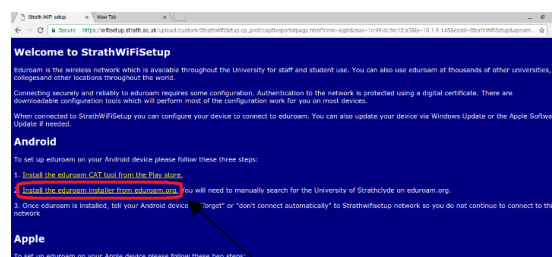 Strath WiFi setup
New Tab
Secure https://wifisetup.strath.ac.uk/upload/custom/StrathWifiSetup-cp_prof/captiveportalpage.html?cmd=login&mac=
Welcome to StrathWiFiSetup
Eduroam is the wireless network which is available throughout the University for staff and student use. You can also use eduroam at thousands of other universities,
collegesand other locations throughout the world.
Connecting securely and reliably to eduroam requires some configuration. Authentication to the network is protected using a digital certificate. There are
downloadable configuration tools which will perform most of the configuration work for you on most devices.
When connected to StrathWiFiSetup you can configure your device to connect to eduroam. You can also update your device via Windows Update or the Apple Software
Update if needed.
Android
To set up eduroam on your Android device please follow these three steps:
1. Install the eduroam CAT tool from the Play store.
2. Install the eduroam installer from eduroam.org. You will need to manually search for the University of Strathclyde on eduroam.org.
3. Once eduroam is installed, tell your Android device to "forget" or "don't connect automatically" to Strathwifisetup network so you do not continue to connect to this
network
Apple
To set up eduroam on your Apple device please follow these two steps: